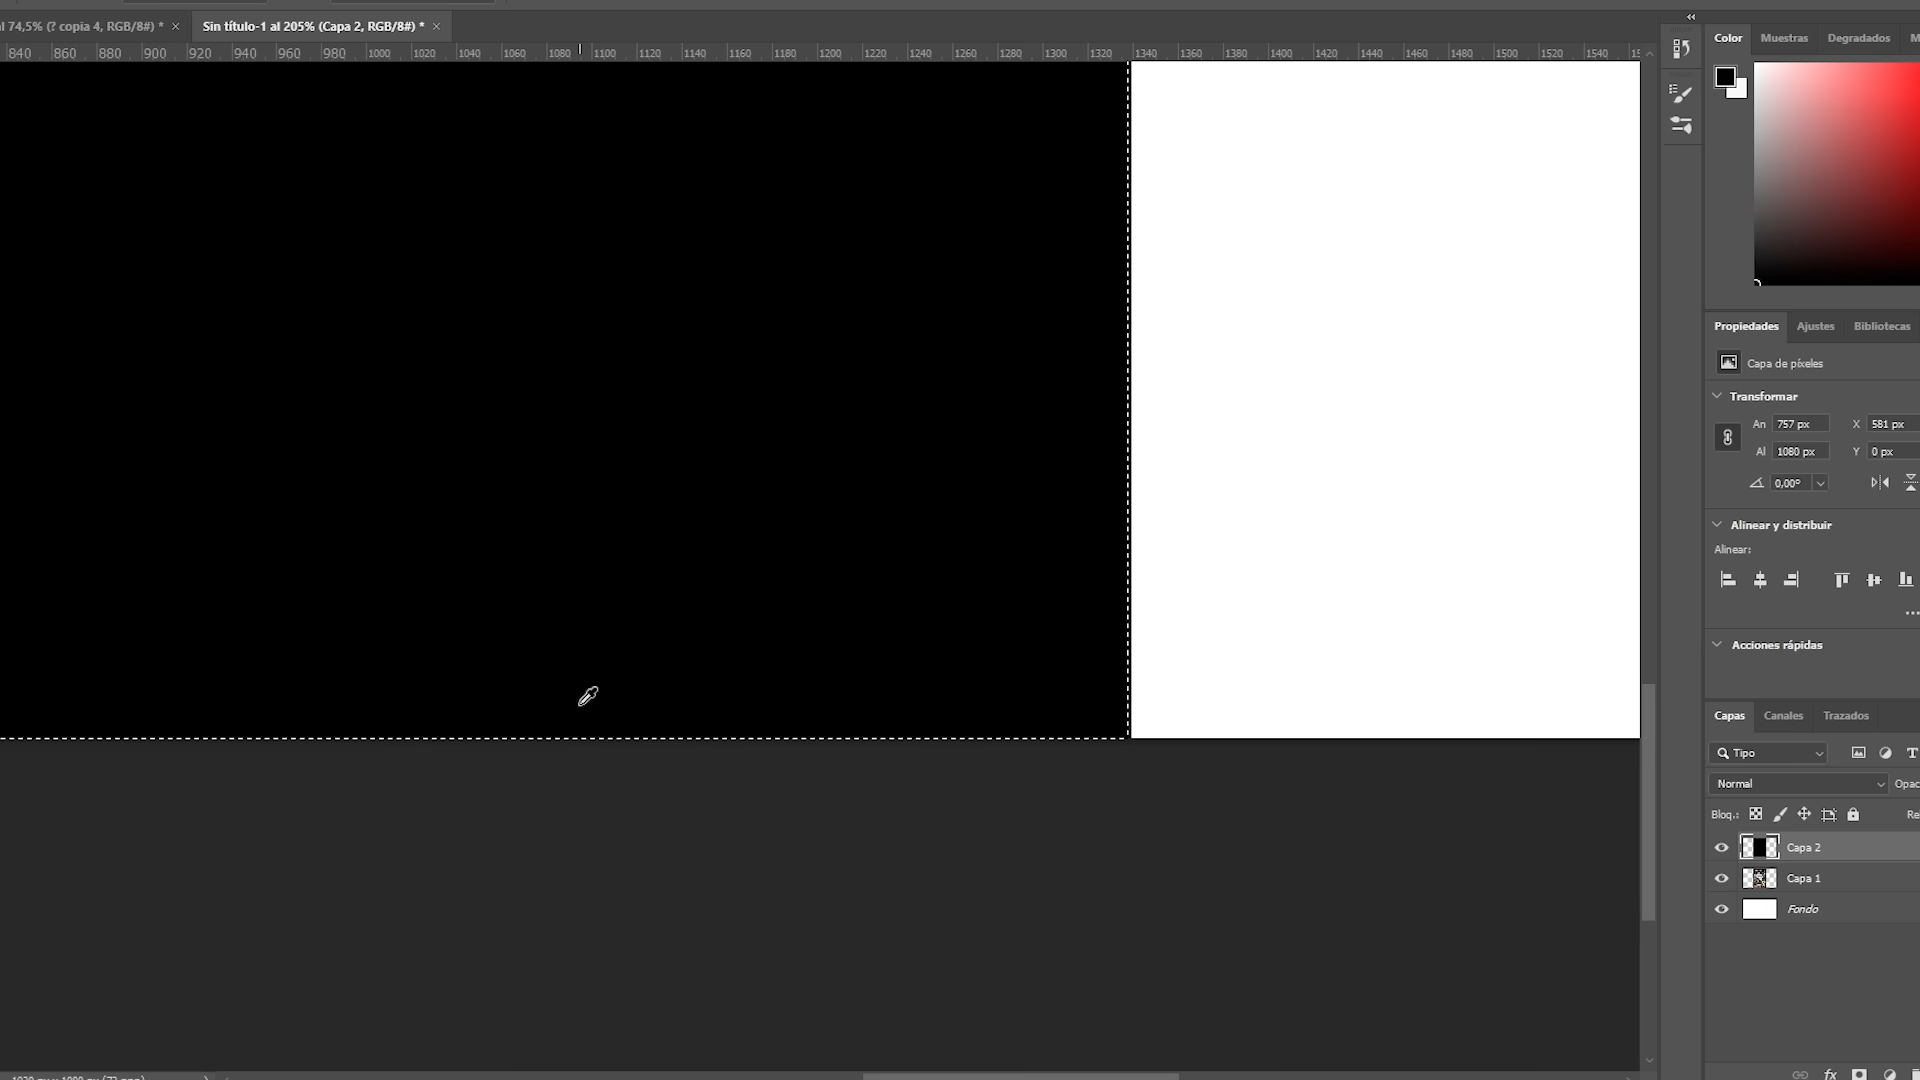 al 74,5% (? copia 4, RGB/8#) * ×
Sin título-1 al 205% (Capa 2, RGB/8#) * ×
840 860 880 900 920 940 960 980 1000 1020 1040 1060 1080 1100 1120 1140 1160 1180 1200 1220 1240 1260 1280 1300 1320 1340 1360 1380 1400 1420 1440 1460 1480 1500 1520 1540
Color Muestras Degradados
Propiedades Ajustes Bibliotecas
Capa de píxeles
Transformar
An 757 px X 581 px
Al 1080 px Y 0 px
0,00°
Alinear y distribuir
Alinear:
Acciones rápidas
Capas Canales Trazados
Tipo
Normal Opac
Bloq.: Re
Capa 2
Capa 1
Fondo
fx